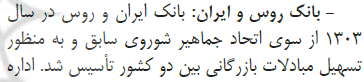 - بانک روس و ایران: بانک ایران و روس در سال
۱۳۰۳ از سوی اتحاد جماهیر شوروی سابق و به منظور
تسهیل مبادلات بازرگانی بین دو کشور تأسیس شد. اداره